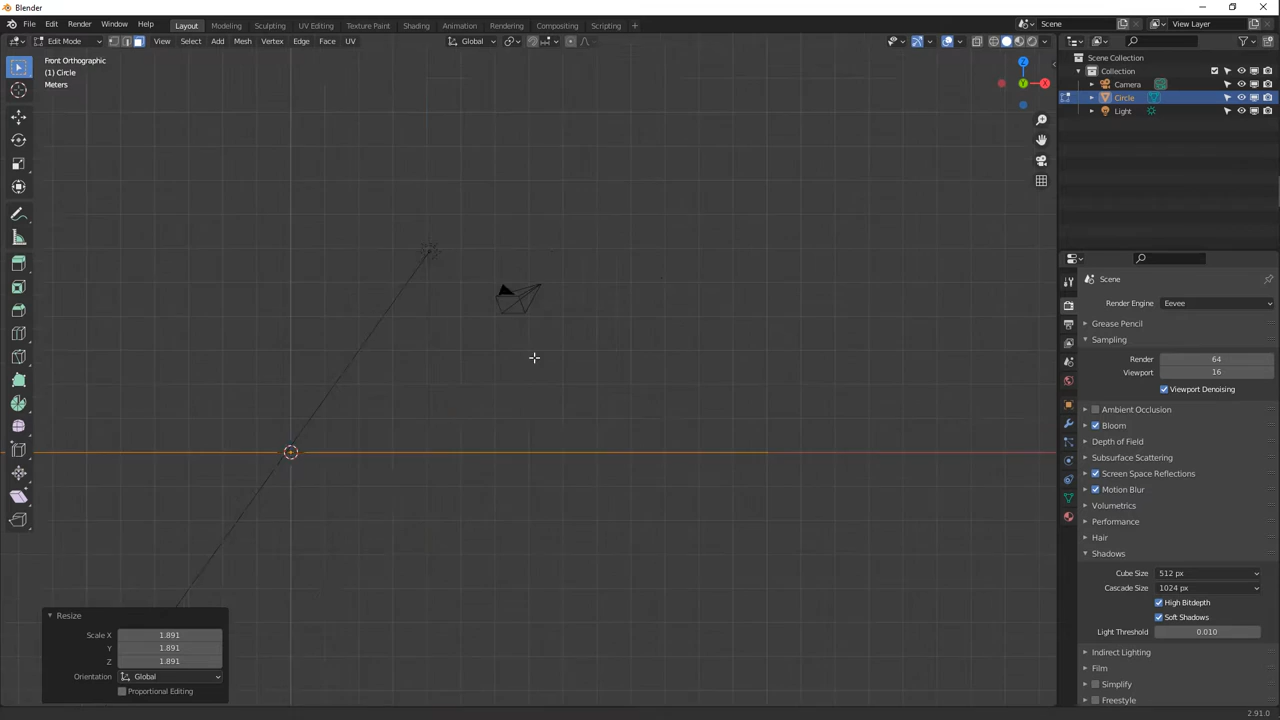 Blender
File Edit Render Window Help Layout Modeling Sculpting UV Editing Texture Paint Shading Animation Rendering Compositing Scripting + Scene View Layer
Edit Mode View Select Add Mesh Vertex Edge Face UV Global
Front Orthographic
(1) Circle
Meters
Z
Y
X
Scene Collection
Collection
Camera
Circle
Light
Scene
Render Engine Eevee
Grease Pencil
Sampling
Render 64
Viewport 16
Viewport Denoising
Ambient Occlusion
Bloom
Depth of Field
Subsurface Scattering
Screen Space Reflections
Motion Blur
Volumetrics
Performance
Hair
Shadows
Cube Size 512 px
Cascade Size 1024 px
High Bitdepth
Soft Shadows
Light Threshold 0.010
Indirect Lighting
Film
Simplify
Freestyle
Resize
Scale X 1.891
Y 1.891
Z 1.891
Orientation Global
Proportional Editing
2.91.0